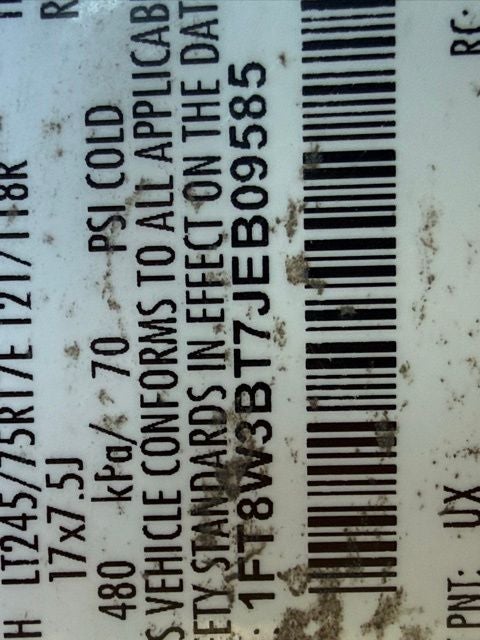 H LT245/75R17/E 121/118R
17x7.5J
480 kPa/ 70 PSI COLD
S VEHICLE CONFORMS TO ALL APPLICAB
ETY STANDARDS IN EFFECT ON THE DAT
: 1FT8W3BT7JEB09585
PNT: UX RC: